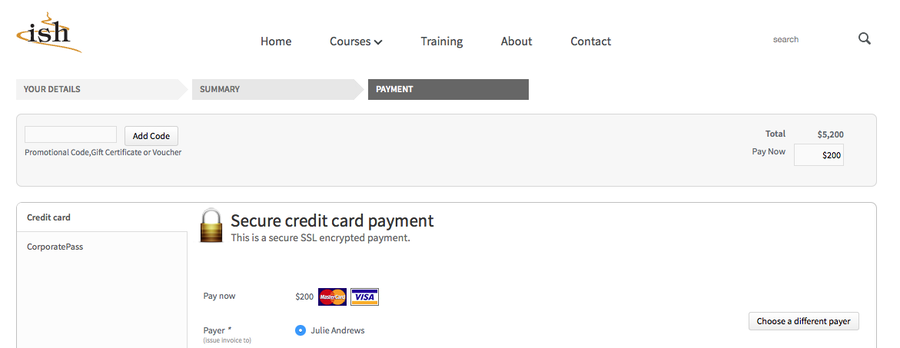 ish
Home Courses Training About Contact search
YOUR DETAILS SUMMARY PAYMENT
Add Code
Promotional Code,Gift Certificate or Voucher
Total $5,200
Pay Now $200
Credit card
CorporatePass
Secure credit card payment
This is a secure SSL encrypted payment.
Pay now $200 MasterCard VISA
Payer * Julie Andrews
(issue invoice to)
Choose a different payer